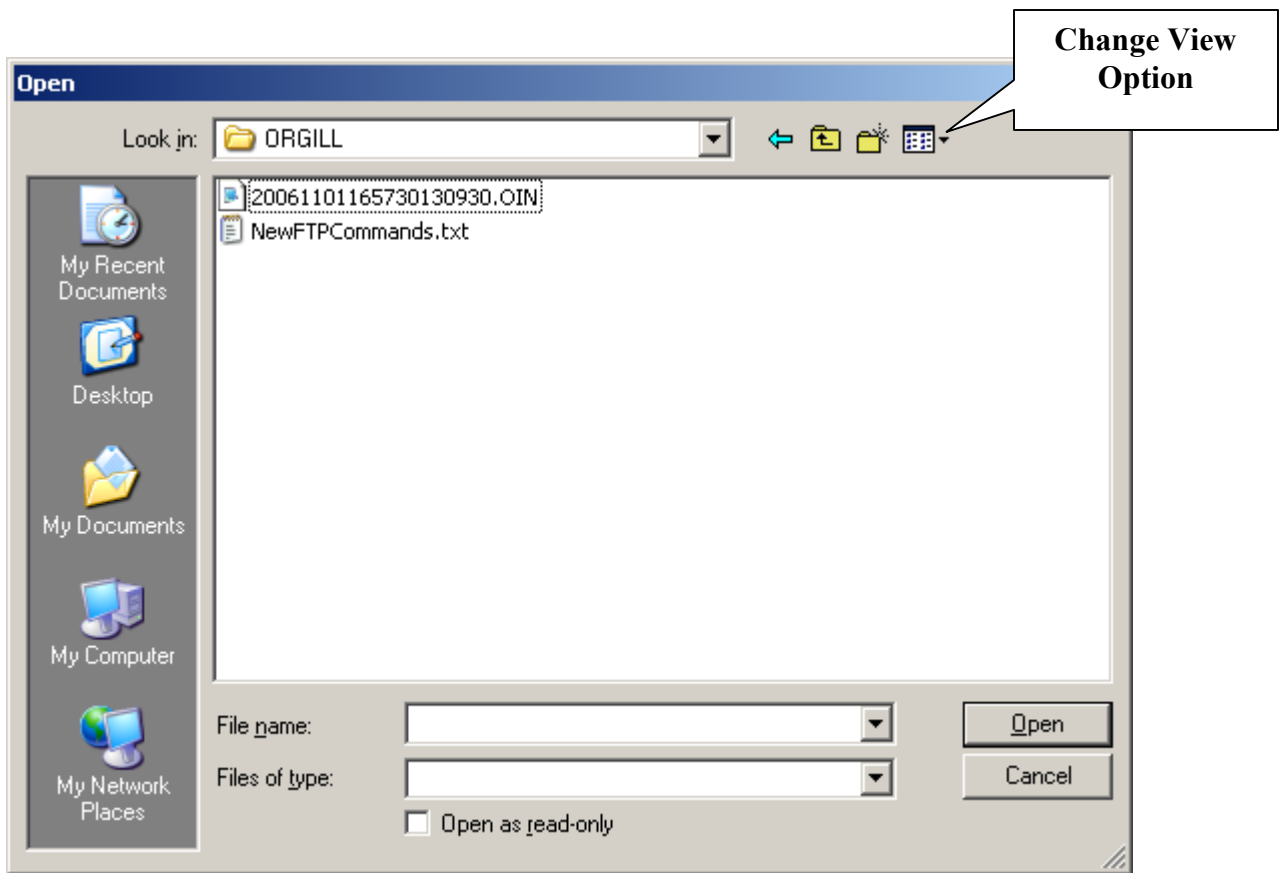 Change View
Option
Open
Look in:
ORGILL
20061101165730130930.OIN
NewFTPCommands.txt
My Recent
Documents
Desktop
My Documents
My Computer
My Network
Places
File name:
Open
Files of type:
Cancel
Open as read-only